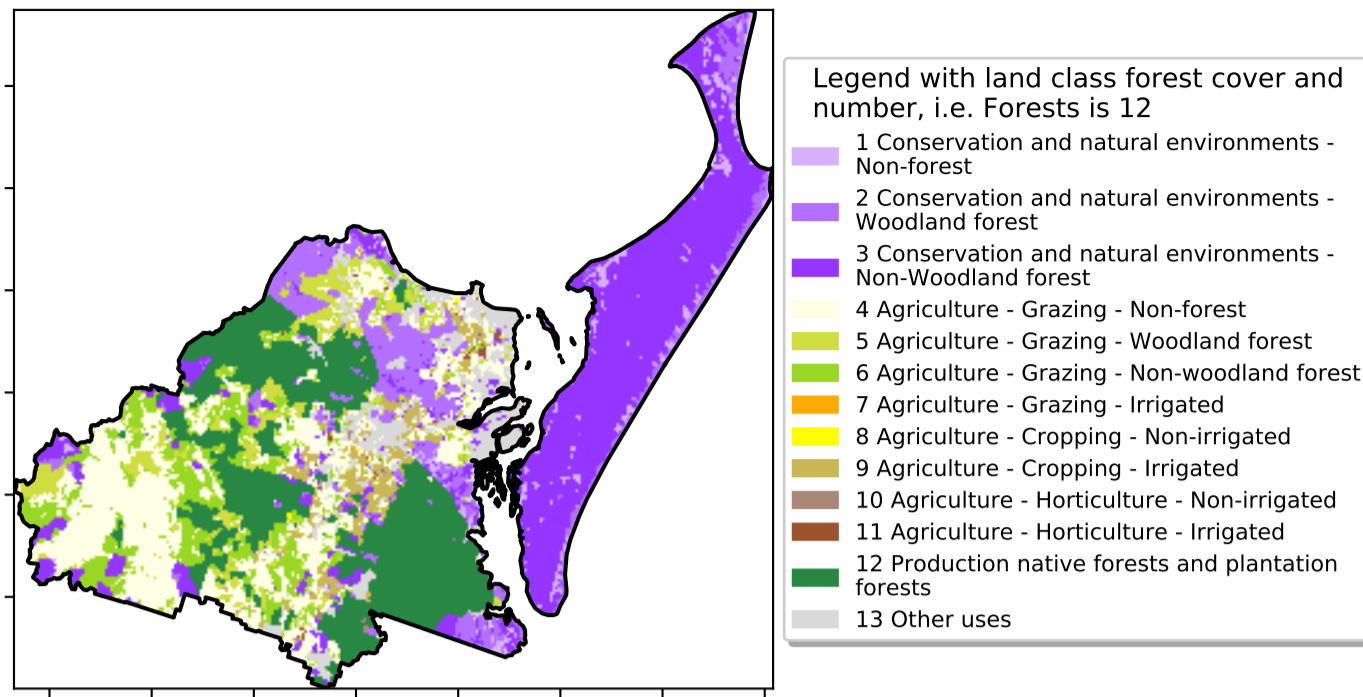 Legend with land class forest cover and
number, i.e. Forests is 12
1 Conservation and natural environments -
Non-forest
2 Conservation and natural environments -
Woodland forest
3 Conservation and natural environments -
Non-Woodland forest
4 Agriculture - Grazing - Non-forest
5 Agriculture - Grazing - Woodland forest
6 Agriculture - Grazing - Non-woodland forest
7 Agriculture - Grazing - Irrigated
8 Agriculture - Cropping - Non-irrigated
9 Agriculture - Cropping - Irrigated
10 Agriculture - Horticulture - Non-irrigated
11 Agriculture - Horticulture - Irrigated
12 Production native forests and plantation
forests
13 Other uses